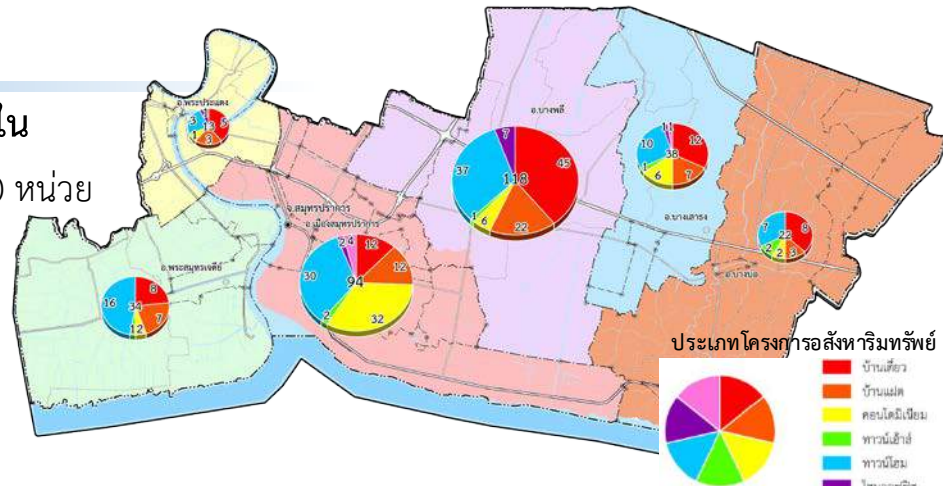 ใน
หน่วย
อ.พระประแดง
1
3
5
13
1
3
อ.บางพลี
7
45
37
118
1
6
22
11
12
10
38
1
6
7
อ.บางเสาธง
จ.สมุทรปราการ
อ.เมืองสมุทรปราการ
2
4
12
30
94
12
2
32
อ.พระสมุทรเจดีย์
8
16
34
7
1
2
7
8
22
2
2
3
อ.บางบ่อ
ประเภทโครงการอสังหาริมทรัพย์
บ้านเดี่ยว
บ้านแฝด
คอนโดมิเนียม
ทาวน์เฮ้าส์
ทาวน์โฮม